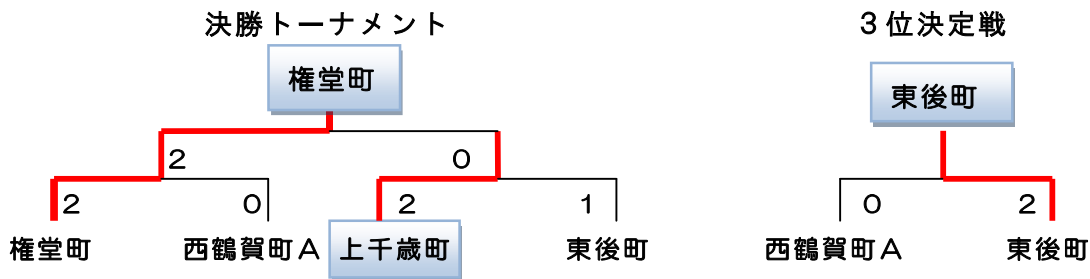 決勝トーナメント
権堂町
2 0
2 0 2 1
権堂町 西鶴賀町A 上千歳町 東後町
3位決定戦
東後町
0 2
西鶴賀町A 東後町